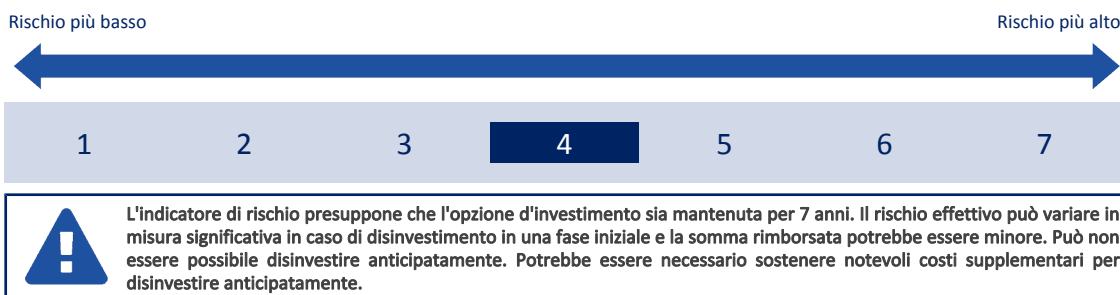 Rischio più basso Rischio più alto
1 2 3 4 5 6 7
L'indicatore di rischio presuppone che l'opzione d'investimento sia mantenuta per 7 anni. Il rischio effettivo può variare in
misura significativa in caso di disinvestimento in una fase iniziale e la somma rimborsata potrebbe essere minore. Può non
essere possibile disinvestire anticipatamente. Potrebbe essere necessario sostenere notevoli costi supplementari per
disinvestire anticipatamente.